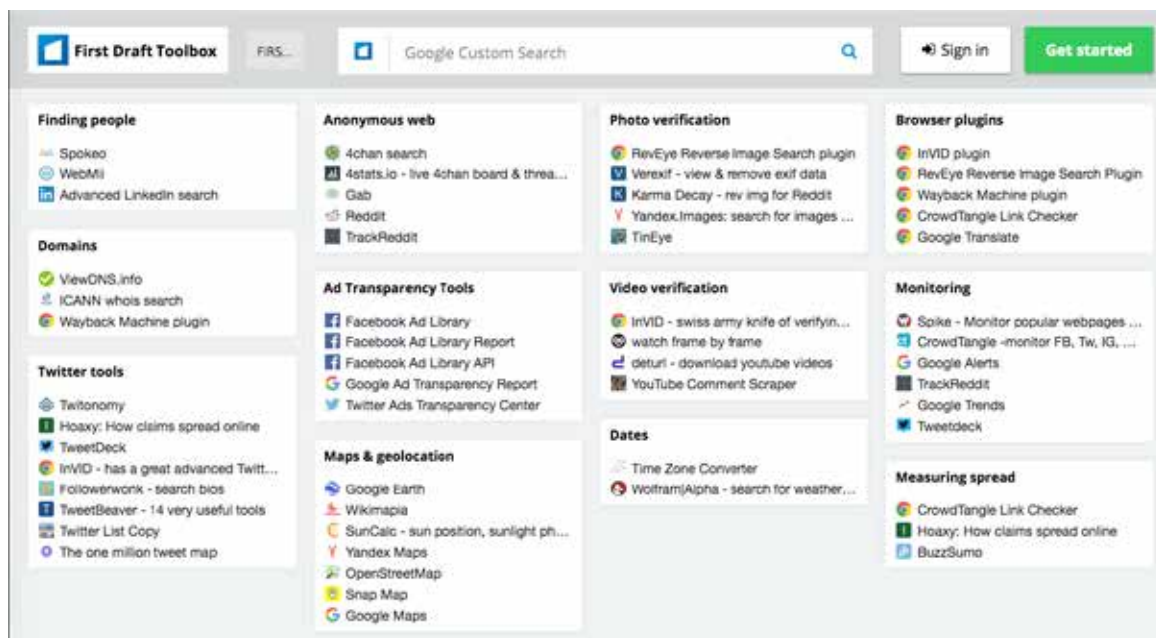 First Draft Toolbox
FIRS...
Google Custom Search
Sign in
Get started
Finding people
Spokeo
WebMii
Advanced LinkedIn search
Domains
ViewDNS.info
ICANN whois search
Wayback Machine plugin
Twitter tools
Twitonomy
Hoaxy: How claims spread online
TweetDeck
InVID - has a great advanced Twitt...
Followerwonk - search bios
TweetBeaver - 14 very useful tools
Twitter List Copy
The one million tweet map
Anonymous web
4chan search
4stats.io - live 4chan board & threa...
Gab
Reddit
TrackReddit
Ad Transparency Tools
Facebook Ad Library
Facebook Ad Library Report
Facebook Ad Library API
Google Ad Transparency Report
Twitter Ads Transparency Center
Maps & geolocation
Google Earth
Wikimapia
SunCalc - sun position, sunlight ph...
Yandex Maps
OpenStreetMap
Snap Map
Google Maps
Photo verification
RevEye Reverse Image Search plugin
Verexif - view & remove exif data
Karma Decay - rev img for Reddit
Yandex.Images: search for images ...
TinEye
Video verification
InVID - swiss army knife of verifyin...
watch frame by frame
deturl - download youtube videos
YouTube Comment Scraper
Dates
Time Zone Converter
Wolfram|Alpha - search for weather,...
Browser plugins
InVID plugin
RevEye Reverse Image Search Plugin
Wayback Machine plugin
CrowdTangle Link Checker
Google Translate
Monitoring
Spike - Monitor popular webpages ...
CrowdTangle -monitor FB, Tw, IG, ...
Google Alerts
TrackReddit
Google Trends
Tweetdeck
Measuring spread
CrowdTangle Link Checker
Hoaxy: How claims spread online
BuzzSumo